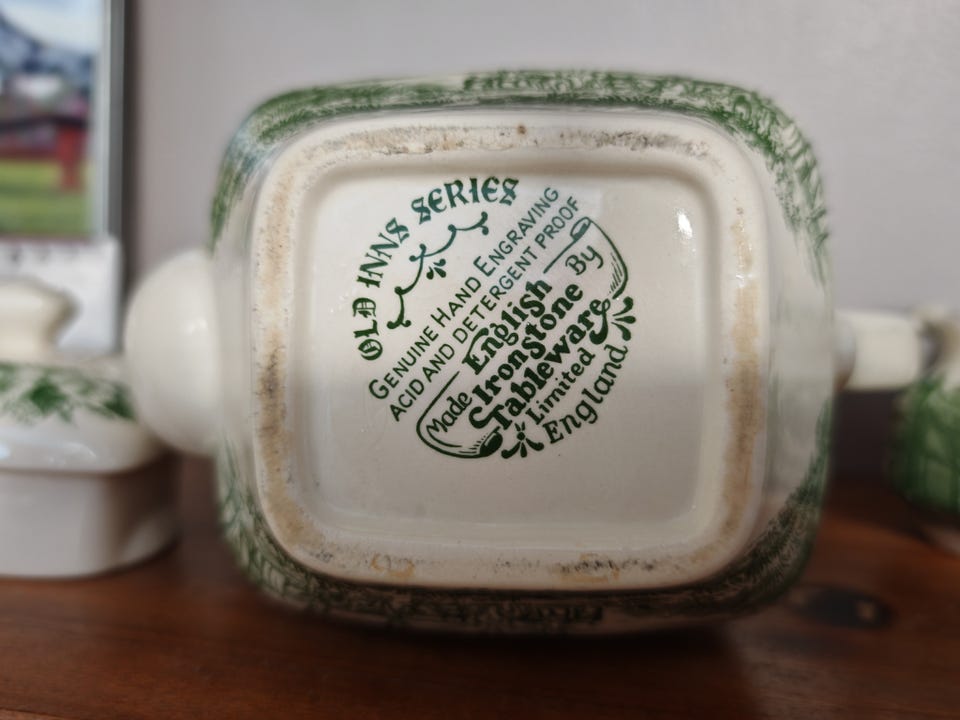 OLD INNS SERIES
GENUINE HAND ENGRAVING
ACID AND DETERGENT PROOF
Made By
English
Ironstone
Tableware
Limited
England